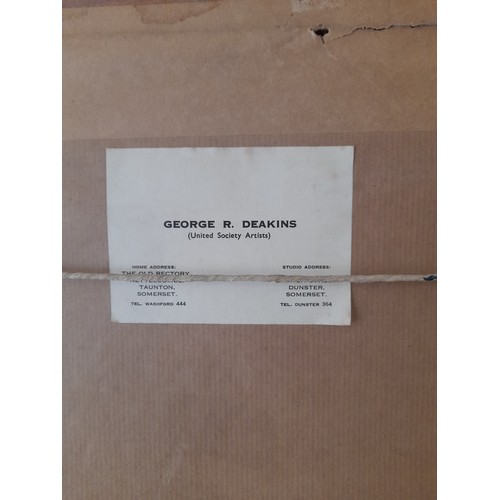 GEORGE R. DEAKINS
(United Society Artists)
HOME ADDRESS:
THE OLD RECTORY
TAUNTON,
SOMERSET.
TEL. WASHFORD 444
STUDIO ADDRESS:
DUNSTER,
SOMERSET.
TEL. DUNSTER 364